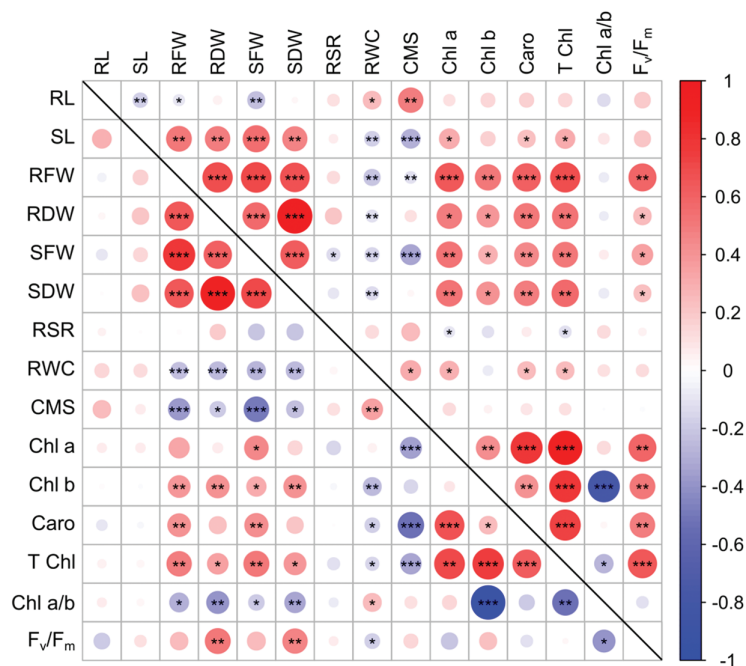 RL SL RFW RDW SFW SDW RSR RWC CMS Chl a Chl b Caro T Chl Chl a/b Fv/Fm
RL ** * ** * **
SL ** ** *** ** ** *** * * *
RFW *** *** *** ** ** *** ** *** *** **
RDW *** *** *** ** * * ** ** *
SFW *** *** *** * ** *** ** * ** ** *
SDW *** *** *** ** ** * ** ** *
RSR * *
RWC *** *** ** ** * * * *
CMS *** * *** * **
Chl a * *** ** *** *** **
Chl b ** ** * ** ** ** *** *** **
Caro ** ** * *** *** * *** **
T Chl ** * ** * * *** ** *** *** * ***
Chl a/b * ** * ** * *** **
Fv/Fm ** ** * *
1
0.8
0.6
0.4
0.2
0
-0.2
-0.4
-0.6
-0.8
-1